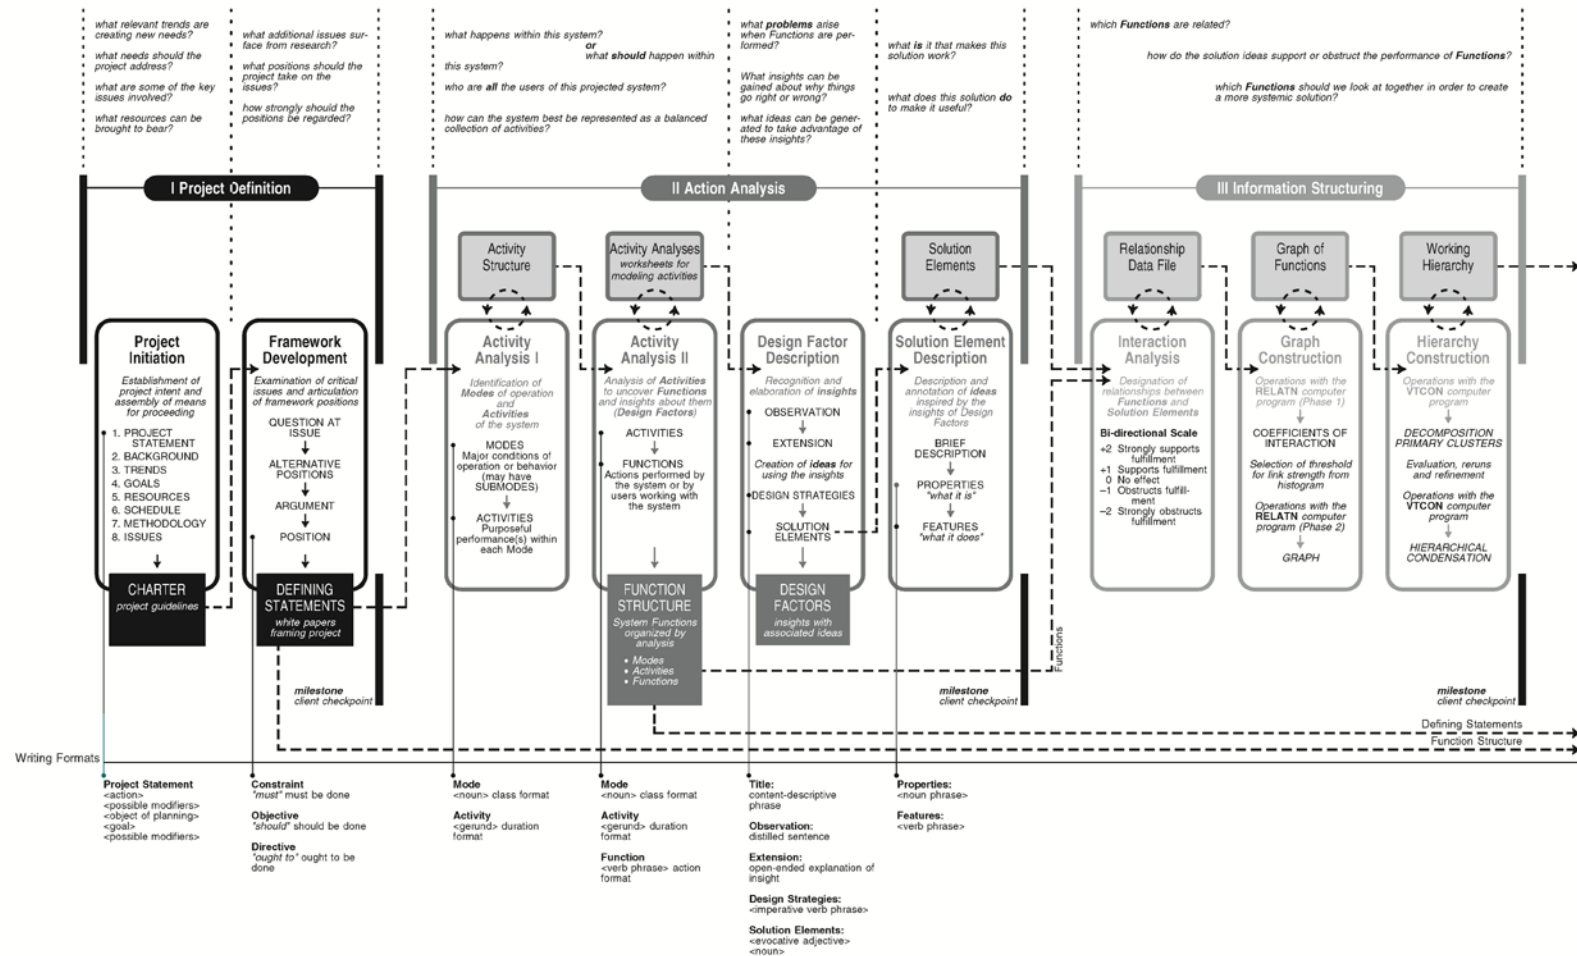 what relevant trends are
creating new needs?
what needs should the
project address?
what are some of the key
issues involved?
what resources can be
brought to bear?
what additional issues sur-
face from research?
what positions should the
project take on the
issues?
how strongly should the
positions be regarded?
what happens within this system?
or
what should happen within
this system?
who are all the users of this projected system?
how can the system best be represented as a balanced
collection of activities?
what problems arise
when Functions are per-
formed?
What insights can be
gained about why things
go right or wrong?
what ideas can be gener-
ated to take advantage of
these insights?
what is it that makes this
solution work?
what does this solution do
to make it useful?
which Functions are related?
how do the solution ideas support or obstruct the performance of Functions?
which Functions should we look at together in order to create
a more systemic solution?
I Project Definition
II Action Analysis
III Information Structuring
Activity
Structure
Activity Analyses
worksheets for
modeling activities
Solution
Elements
Relationship
Data File
Graph of
Functions
Working
Hierarchy
Project
Initiation
Establishment of
project intent and
assembly of means
for proceeding
1. PROJECT
STATEMENT
2. BACKGROUND
3. TRENDS
4. GOALS
5. RESOURCES
6. SCHEDULE
7. METHODOLOGY
8. ISSUES
CHARTER
project guidelines
Framework
Development
Examination of critical
issues and articulation
of framework positions
QUESTION AT
ISSUE
ALTERNATIVE
POSITIONS
ARGUMENT
POSITION
DEFINING
STATEMENTS
white papers
framing project
milestone
client checkpoint
Activity
Analysis I
Identification of
Modes of operation
and
Activities
of the system
MODES
Major conditions of
operation or behavior
(may have
SUBMODES)
ACTIVITIES
Purposeful
performance(s) within
each Mode
Activity
Analysis II
Analysis of Activities
to uncover Functions
and insights about them
(Design Factors)
ACTIVITIES
FUNCTIONS
Actions performed by
the system or by
users working with
the system
FUNCTION
STRUCTURE
System Functions
organized by
analysis
• Modes
• Activities
• Functions
Design Factor
Description
Recognition and
elaboration of insights
OBSERVATION
EXTENSION
Creation of ideas for
using the insights
DESIGN STRATEGIES
SOLUTION
ELEMENTS
DESIGN
FACTORS
insights with
associated ideas
Solution Element
Description
Description and
annotation of ideas
inspired by the
insights of Design
Factors
BRIEF
DESCRIPTION
PROPERTIES
"what it is"
FEATURES
"what it does"
milestone
client checkpoint
Functions
Interaction
Analysis
Designation of
relationships between
Functions and
Solution Elements
Bi-directional Scale
+2 Strongly supports
fulfillment
+1 Supports fulfillment
0 No effect
–1 Obstructs fulfill-
ment
–2 Strongly obstructs
fulfillment
Graph
Construction
Operations with the
RELATN computer
program (Phase 1)
COEFFICIENTS OF
INTERACTION
Selection of threshold
for link strength from
histogram
Operations with the
RELATN computer
program (Phase 2)
GRAPH
Hierarchy
Construction
Operations with the
VTCON computer
program
DECOMPOSITION
PRIMARY CLUSTERS
Evaluation, reruns
and refinement
Operations with the
VTCON computer
program
HIERARCHICAL
CONDENSATION
milestone
client checkpoint
Defining Statements
Function Structure
Writing Formats
Project Statement
<action>
<possible modifiers>
<object of planning>
<goal>
<possible modifiers>
Constraint
"must" must be done
Objective
"should" should be done
Directive
"ought to" ought to be
done
Mode
<noun> class format
Activity
<gerund> duration
format
Mode
<noun> class format
Activity
<gerund> duration
format
Function
<verb phrase> action
format
Title:
content-descriptive
phrase
Observation:
distilled sentence
Extension:
open-ended explanation of
insight
Design Strategies:
<imperative verb phrase>
Solution Elements:
<evocative adjective>
<noun>
Properties:
<noun phrase>
Features:
<verb phrase>